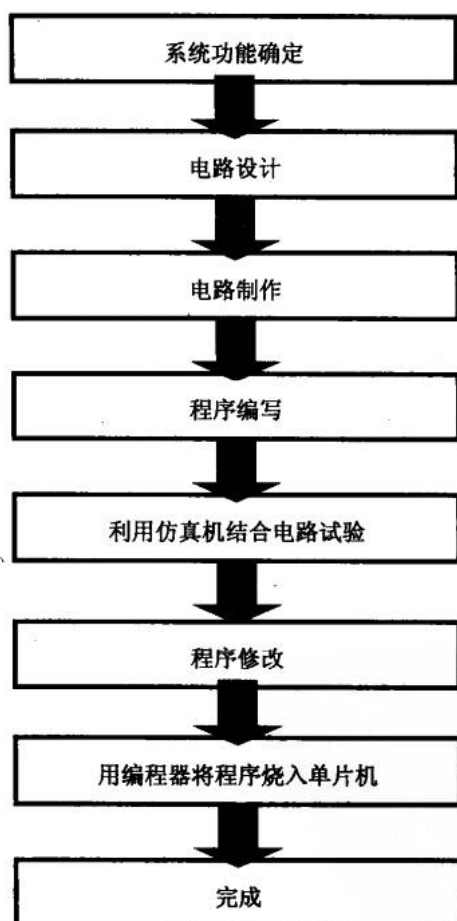 系统功能确定
电路设计
电路制作
程序编写
利用仿真机结合电路试验
程序修改
用编程器将程序烧入单片机
完成